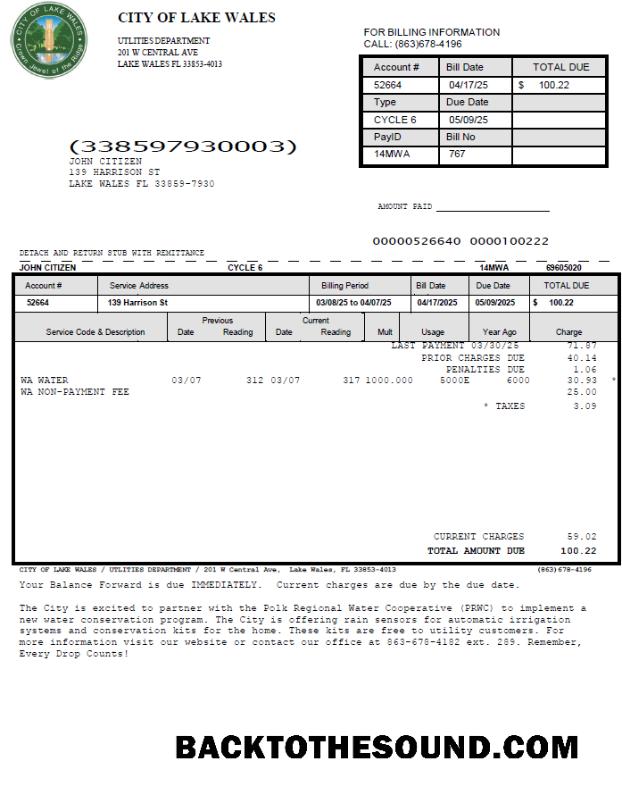 CITY OF LAKE WALES
Crown Jewel of the Ridge
CITY OF LAKE WALES
UTLITIES DEPARTMENT
201 W CENTRAL AVE
LAKE WALES FL 33853-4013
FOR BILLING INFORMATION
CALL: (863)678-4196
Account # Bill Date TOTAL DUE
52664 04/17/25 $ 100.22
Type Due Date
CYCLE 6 05/09/25
PayID Bill No
14MWA 767
(338597930003)
JOHN CITIZEN
139 HARRISON ST
LAKE WALES FL 33859-7930
AMOUNT PAID
00000526640 0000100222
DETACH AND RETURN STUB WITH REMITTANCE
JOHN CITIZEN CYCLE 6 14MWA 69605020
Account # Service Address Billing Period Bill Date Due Date TOTAL DUE
52664 139 Harrison St 03/08/25 to 04/07/25 04/17/2025 05/09/2025 $ 100.22
Previous Current
Service Code & Description Date Reading Date Reading Mult Usage Year Ago Charge
LAST PAYMENT 03/30/25 71.87
PRIOR CHARGES DUE 40.14
PENALTIES DUE 1.06
WA WATER 03/07 312 03/07 317 1000.000 5000E 6000 30.93 *
WA NON-PAYMENT FEE 25.00
* TAXES 3.09
CURRENT CHARGES 59.02
TOTAL AMOUNT DUE 100.22
CITY OF LAKE WALES / UTLITIES DEPARTMENT / 201 W Central Ave, Lake Wales, FL 33853-4013 (863)678-4196
Your Balance Forward is due IMMEDIATELY. Current charges are due by the due date.
The City is excited to partner with the Polk Regional Water Cooperative (PRWC) to implement a
new water conservation program. The City is offering rain sensors for automatic irrigation
systems and conservation kits for the home. These kits are free to utility customers. For
more information visit our website or contact our office at 863-678-4182 ext. 289. Remember,
Every Drop Counts!
BACKTOTHESOUND.COM